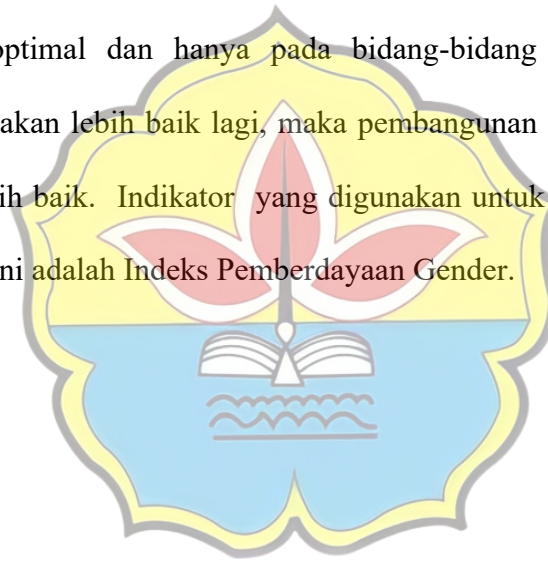 optimal dan hanya pada bidang-bidang
akan lebih baik lagi, maka pembangunan
ih baik. Indikator yang digunakan untuk
ni adalah Indeks Pemberdayaan Gender.